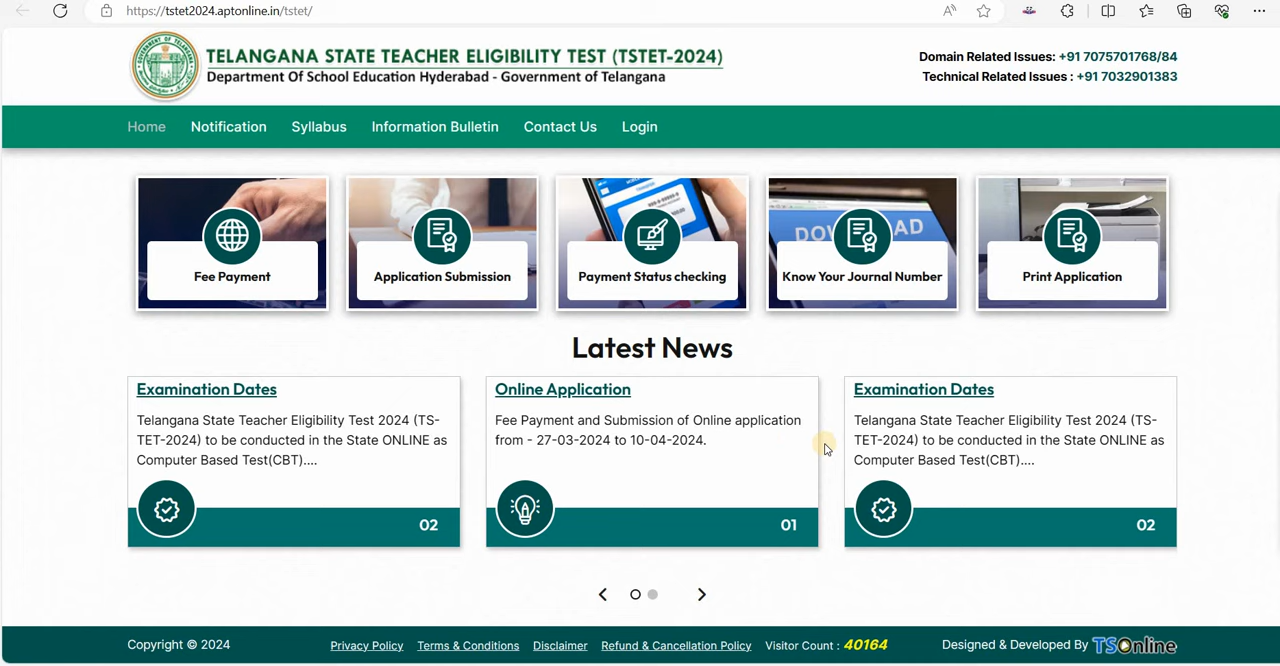 https://tstet2024.aptonline.in/tstet/
TELANGANA STATE TEACHER ELIGIBILITY TEST (TSTET-2024)
Department Of School Education Hyderabad - Government of Telangana
Domain Related Issues: +91 7075701768/84
Technical Related Issues : +91 7032901383
Home Notification Syllabus Information Bulletin Contact Us Login
Fee Payment
Application Submission
Payment Status checking
Know Your Journal Number
Print Application
Latest News
Examination Dates
Telangana State Teacher Eligibility Test 2024 (TS-
TET-2024) to be conducted in the State ONLINE as
Computer Based Test(CBT)....
02
Online Application
Fee Payment and Submission of Online application
from - 27-03-2024 to 10-04-2024.
01
Examination Dates
Telangana State Teacher Eligibility Test 2024 (TS-
TET-2024) to be conducted in the State ONLINE as
Computer Based Test(CBT)....
02
Copyright © 2024
Privacy Policy Terms & Conditions Disclaimer Refund & Cancellation Policy Visitor Count : 40164
Designed & Developed By TSOnline